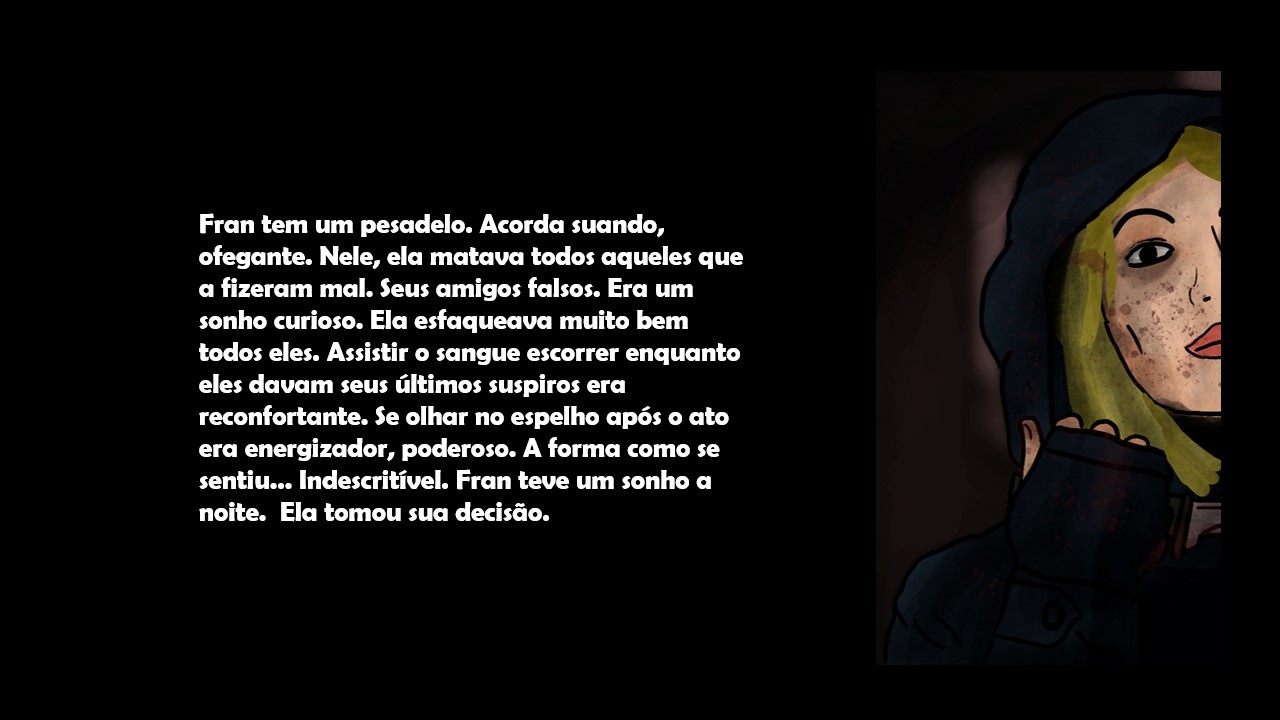 Fran tem um pesadelo. Acorda suando,
ofegante. Nele, ela matava todos aqueles que
a fizeram mal. Seus amigos falsos. Era um
sonho curioso. Ela esfaqueava muito bem
todos eles. Assistir o sangue escorrer enquanto
eles davam seus últimos suspiros era
reconfortante. Se olhar no espelho após o ato
era energizador, poderoso. A forma como se
sentiu... Indescritível. Fran teve um sonho a
noite.  Ela tomou sua decisão.